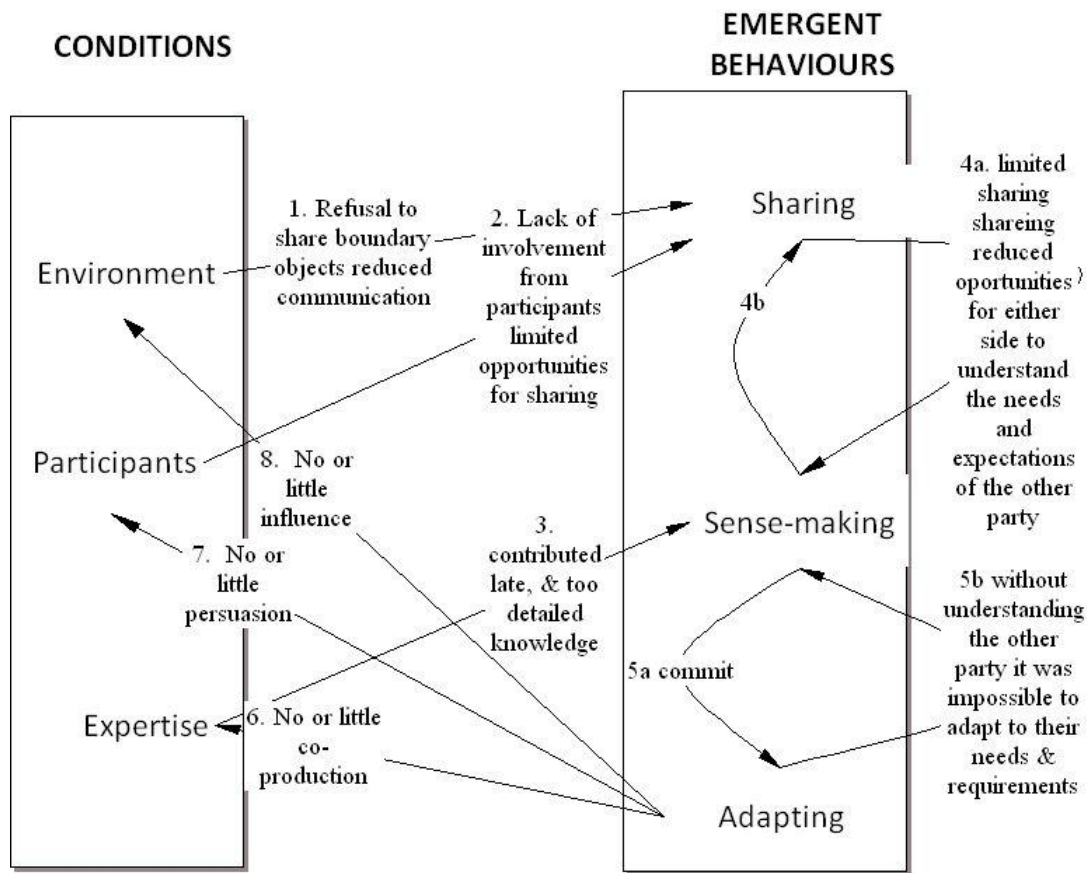 CONDITIONS
EMERGENT
BEHAVIOURS
Environment
Participants
Expertise
1. Refusal to
share boundary
objects reduced
communication
2. Lack of
involvement
from
participants
limited
opportunities
for sharing
8. No or
little
influence
7. No or
little
persuasion
3.
contributed
late, & too
detailed
knowledge
6. No or little
co-
production
Sharing
4b
Sense-making
5a commit
Adapting
4a. limited
sharing
shareing
reduced
oportunities
for either
side to
understand
the needs
and
expectations
of the other
party
5b without
understanding
the other
party it was
impossible to
adapt to their
needs &
requirements